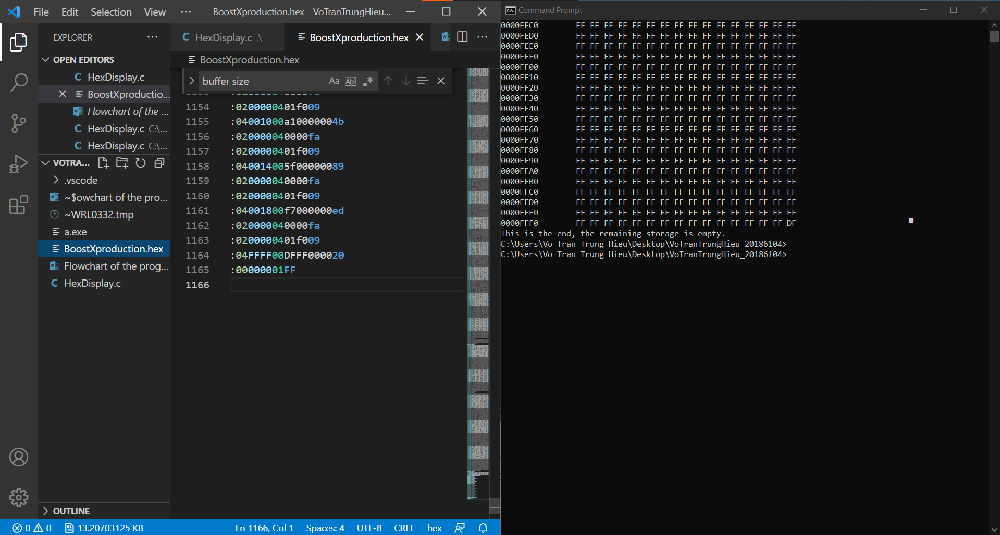 File Edit Selection View ··· BoostXproduction.hex - VoTranTrungHieu...
EXPLORER
OPEN EDITORS
HexDisplay.c
BoostXproductio...
Flowchart of the ...
HexDisplay.c C:\...
HexDisplay.c C:\...
VOTRA...
.vscode
~$owchart of the pro...
~WRL0332.tmp
a.exe
BoostXproduction.hex
Flowchart of the prog...
HexDisplay.c
OUTLINE
HexDisplay.c .\
BoostXproduction.hex
BoostXproduction.hex
buffer size
1154 :020000040​1f009
1155 :04001000a10000004b
1156 :020000040000fa
1157 :0200000401f009
1158 :040014005f00000089
1159 :020000040000fa
1160 :0200000401f009
1161 :04001800f7000000ed
1162 :020000040000fa
1163 :0200000401f009
1164 :04FFFF00DFFF000020
1165 :00000001FF
1166
0 0 13.20703125 KB Ln 1166, Col 1 Spaces: 4 UTF-8 CRLF hex
Command Prompt
0000FEC0 FF FF FF FF FF FF FF FF FF FF FF FF FF FF FF FF
0000FED0 FF FF FF FF FF FF FF FF FF FF FF FF FF FF FF FF
0000FEE0 FF FF FF FF FF FF FF FF FF FF FF FF FF FF FF FF
0000FEF0 FF FF FF FF FF FF FF FF FF FF FF FF FF FF FF FF
0000FF00 FF FF FF FF FF FF FF FF FF FF FF FF FF FF FF FF
0000FF10 FF FF FF FF FF FF FF FF FF FF FF FF FF FF FF FF
0000FF20 FF FF FF FF FF FF FF FF FF FF FF FF FF FF FF FF
0000FF30 FF FF FF FF FF FF FF FF FF FF FF FF FF FF FF FF
0000FF40 FF FF FF FF FF FF FF FF FF FF FF FF FF FF FF FF
0000FF50 FF FF FF FF FF FF FF FF FF FF FF FF FF FF FF FF
0000FF60 FF FF FF FF FF FF FF FF FF FF FF FF FF FF FF FF
0000FF70 FF FF FF FF FF FF FF FF FF FF FF FF FF FF FF FF
0000FF80 FF FF FF FF FF FF FF FF FF FF FF FF FF FF FF FF
0000FF90 FF FF FF FF FF FF FF FF FF FF FF FF FF FF FF FF
0000FFA0 FF FF FF FF FF FF FF FF FF FF FF FF FF FF FF FF
0000FFB0 FF FF FF FF FF FF FF FF FF FF FF FF FF FF FF FF
0000FFC0 FF FF FF FF FF FF FF FF FF FF FF FF FF FF FF FF
0000FFD0 FF FF FF FF FF FF FF FF FF FF FF FF FF FF FF FF
0000FFE0 FF FF FF FF FF FF FF FF FF FF FF FF FF FF FF FF
0000FFF0 FF FF FF FF FF FF FF FF FF FF FF FF FF FF FF DF
This is the end, the remaining storage is empty.
C:\Users\Vo Tran Trung Hieu\Desktop\VoTranTrungHieu_20186104>
C:\Users\Vo Tran Trung Hieu\Desktop\VoTranTrungHieu_20186104>